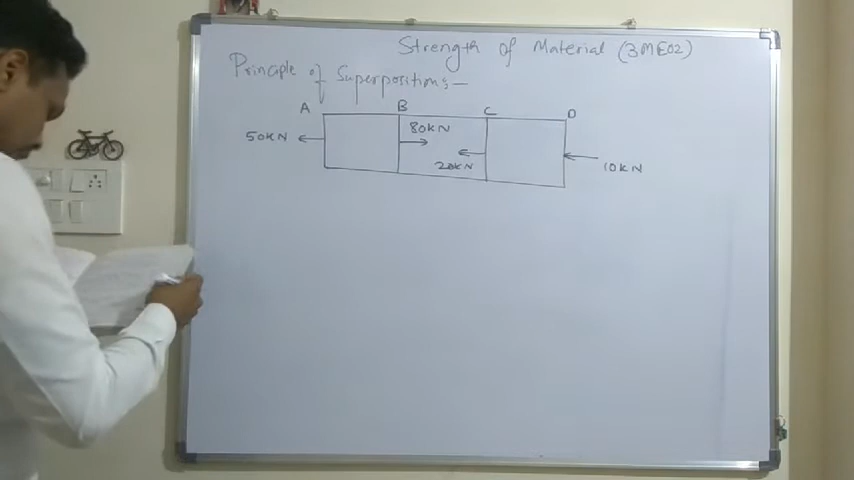 Strength of Material (3ME02)
Principle of Superpositions:-
A B C D
50KN 80KN
20KN 10KN